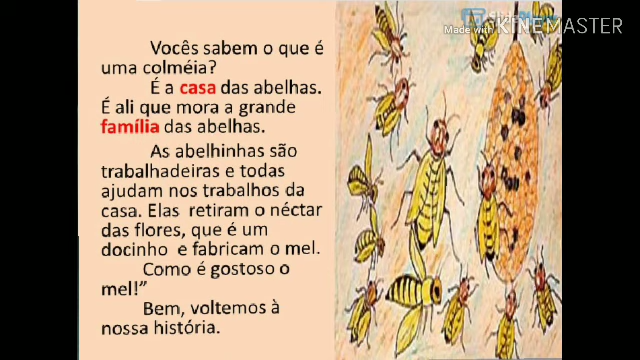 Vocês sabem o que é
uma colméia?
É a casa das abelhas.
É ali que mora a grande
família das abelhas.
As abelhinhas são
trabalhadeiras e todas
ajudam nos trabalhos da
casa. Elas retiram o néctar
das flores, que é um
docinho e fabricam o mel.
Como é gostoso o
mel!”
Bem, voltemos à
nossa história.
Made with KINEMASTER